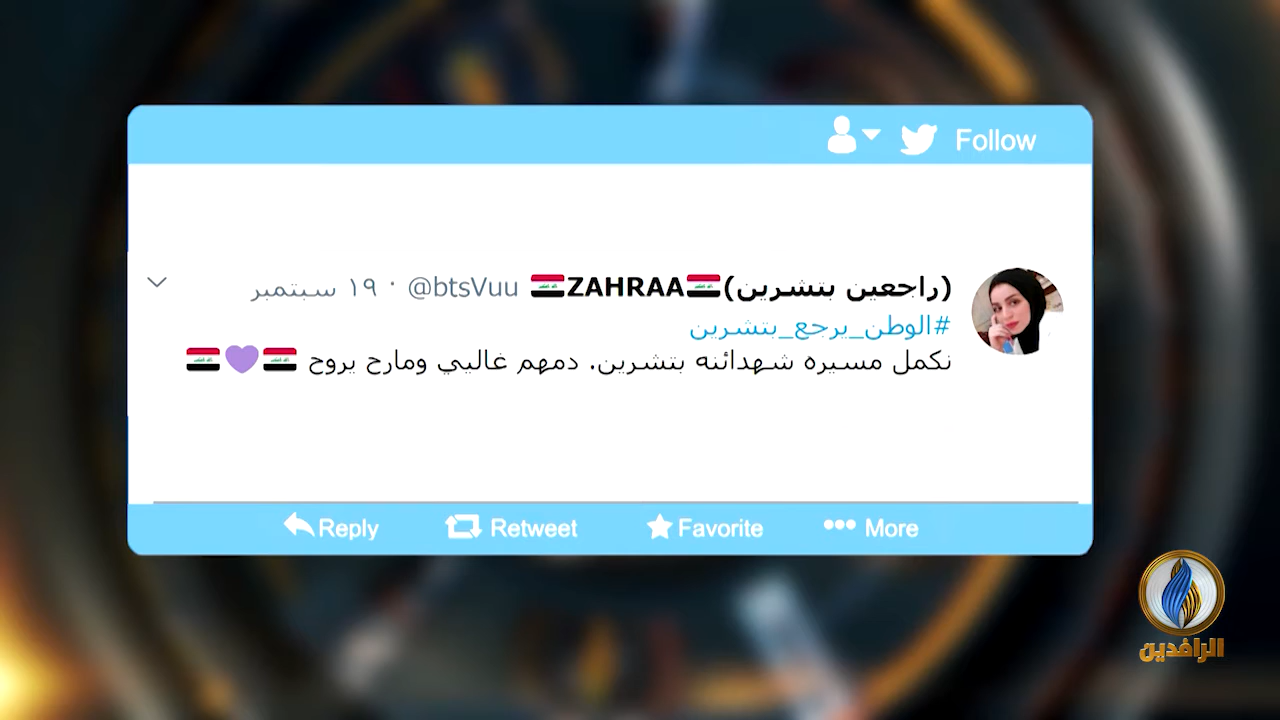 Follow
(راجعين بتشرين)🇮🇶ZAHRAA🇮🇶 @btsVuu · ١٩ سبتمبر
#الوطن_يرجع_بتشرين
نكمل مسيره شهدائنه بتشرين. دمهم غاليي ومارح يروح 🇮🇶💜🇮🇶
Reply Retweet Favorite More
الرافدين